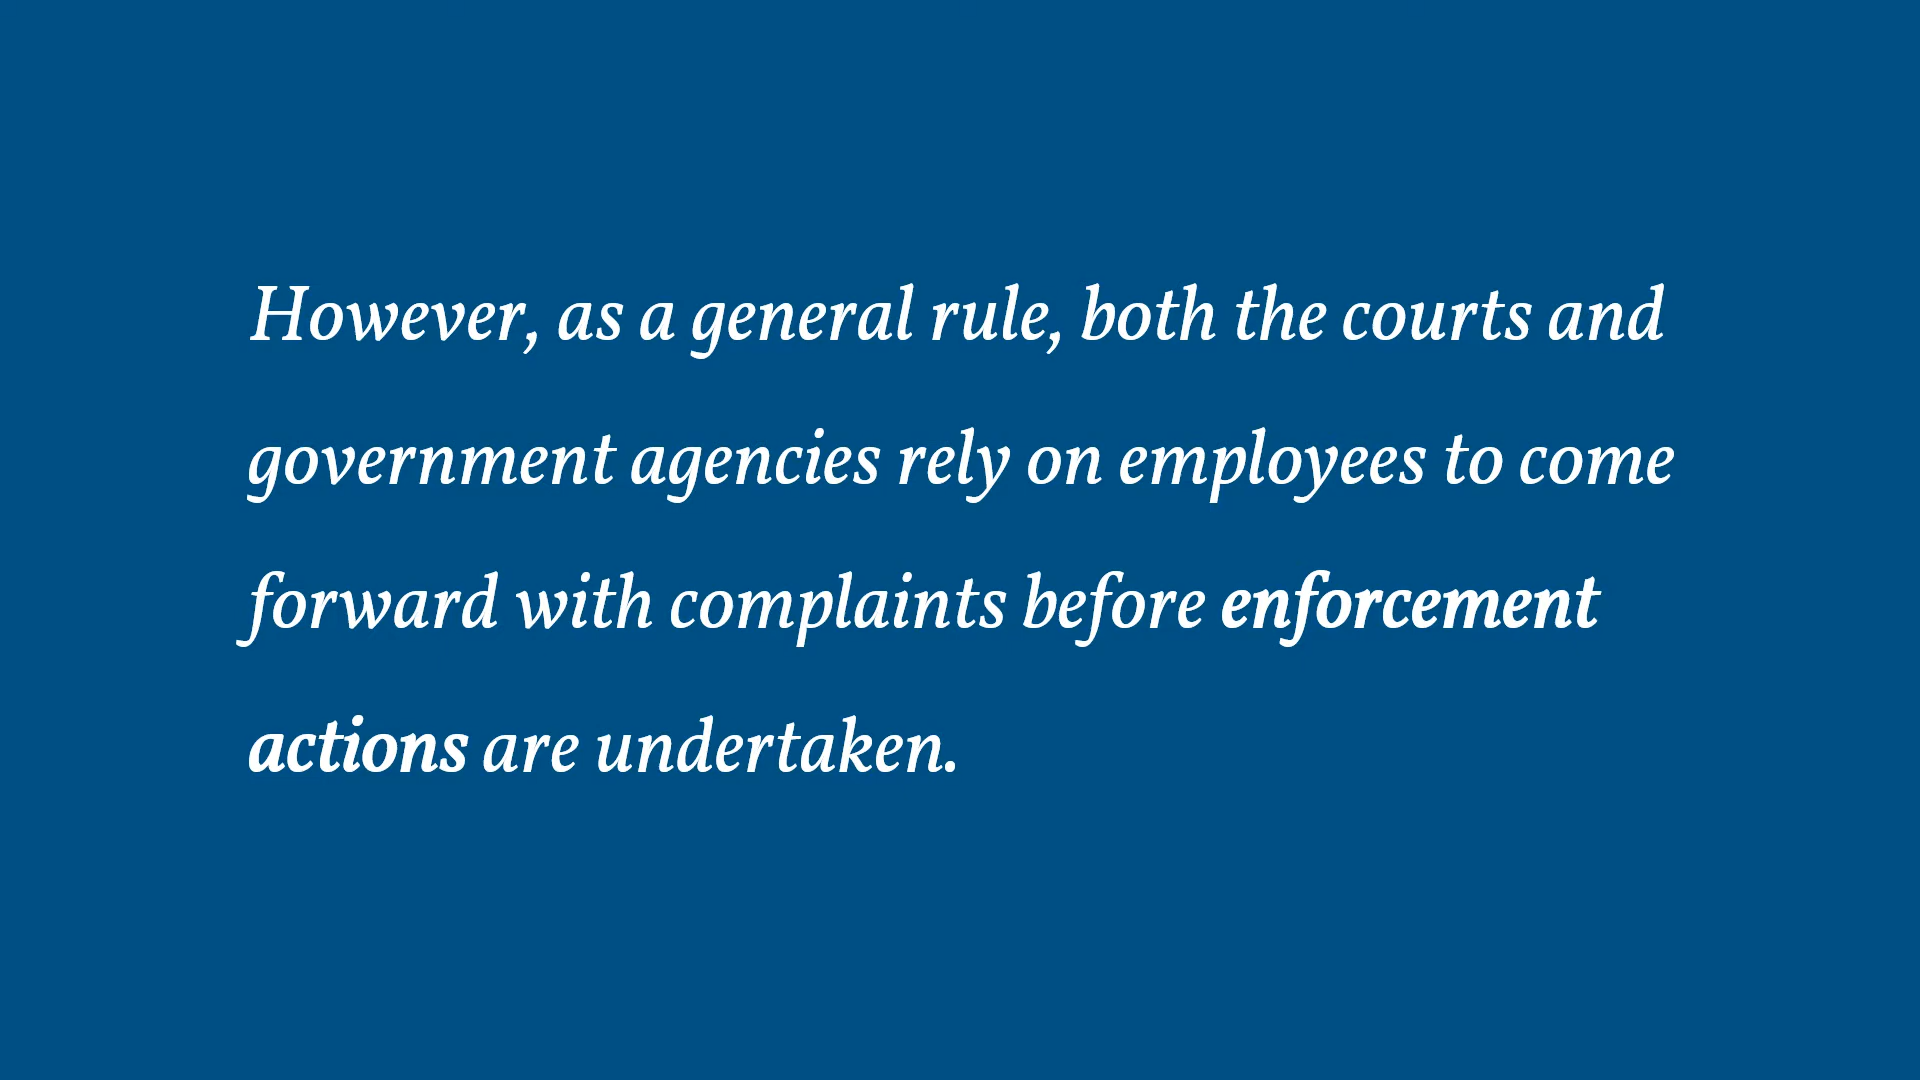 However, as a general rule, both the courts and
government agencies rely on employees to come
forward with complaints before enforcement
actions are undertaken.